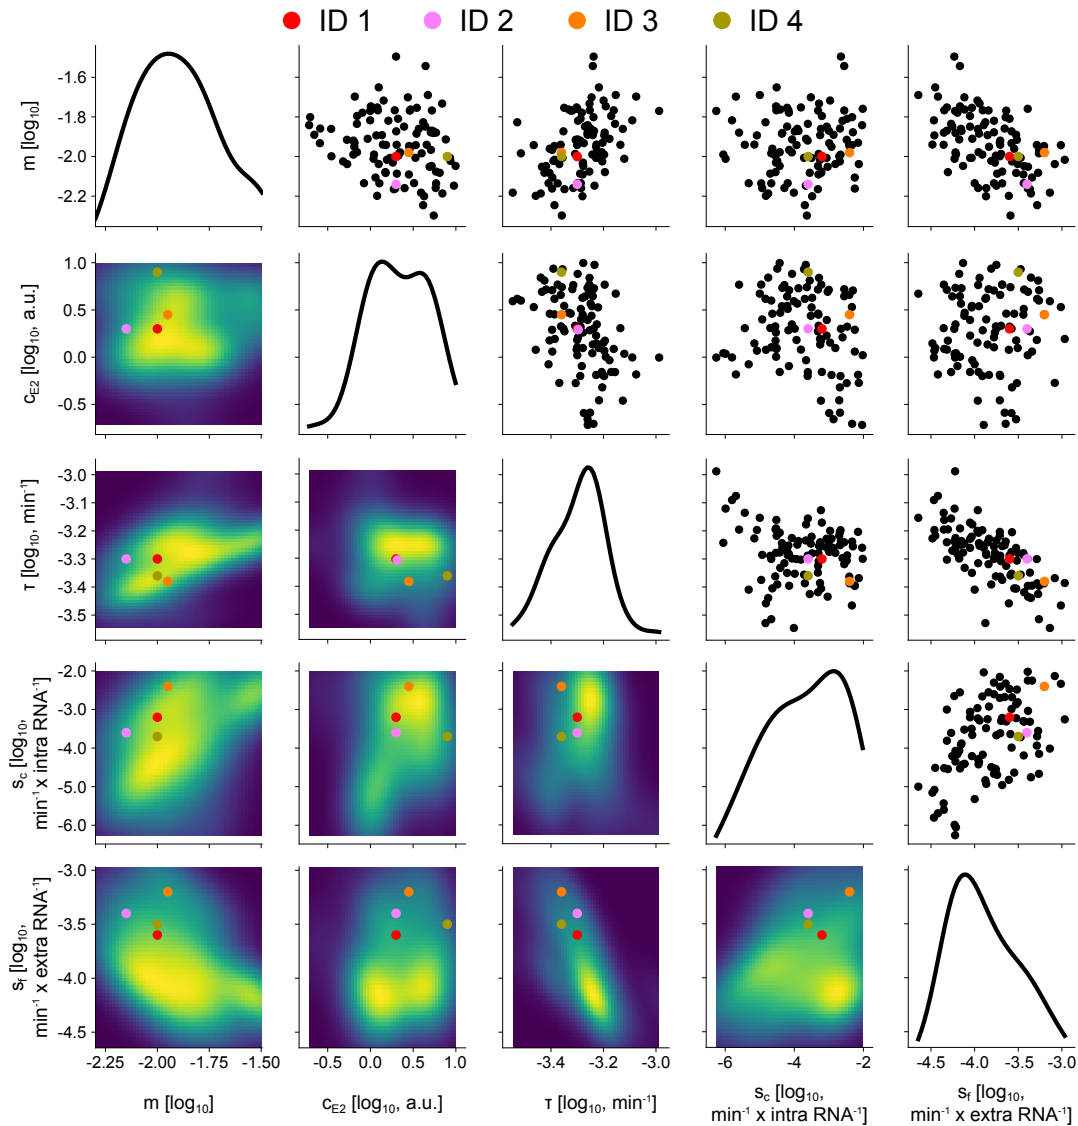 ID 1 ID 2 ID 3 ID 4
m [log10]
-1.6
-1.8
-2.0
-2.2
cE2 [log10, a.u.]
1.0
0.5
0.0
-0.5
τ [log10, min-1]
-3.0
-3.1
-3.2
-3.3
-3.4
-3.5
sc [log10,
min-1 x intra RNA-1]
-2.0
-3.0
-4.0
-5.0
-6.0
sf [log10,
min-1 x extra RNA-1]
-3.0
-3.5
-4.0
-4.5
-2.25 -2.00 -1.75 -1.50
-0.5 0.0 0.5 1.0
-3.4 -3.2 -3.0
-6 -4 -2
-4.5 -4.0 -3.5 -3.0
m [log10]
cE2 [log10, a.u.]
τ [log10, min-1]
sc [log10,
min-1 x intra RNA-1]
sf [log10,
min-1 x extra RNA-1]